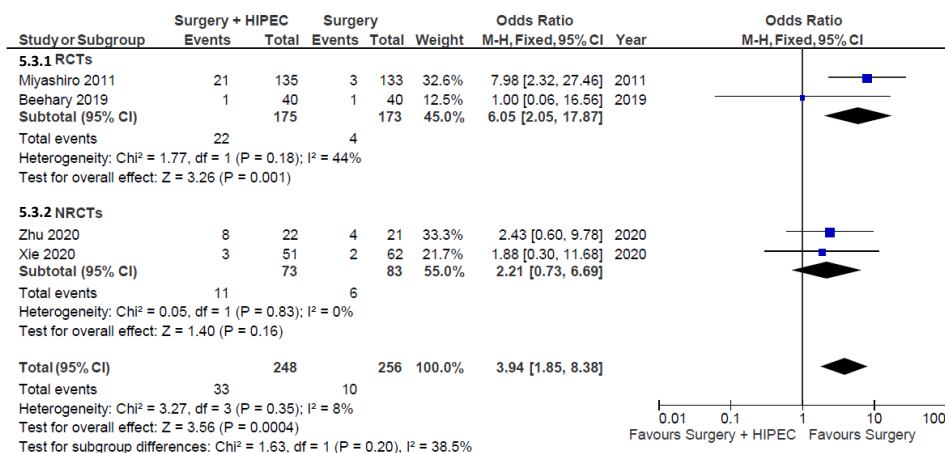 Surgery + HIPEC Surgery Odds Ratio Odds Ratio
Study or Subgroup Events Total Events Total Weight M-H, Fixed, 95% CI Year M-H, Fixed, 95% CI
5.3.1 RCTs
Miyashiro 2011 21 135 3 133 32.6% 7.98 [2.32, 27.46] 2011
Beehary 2019 1 40 1 40 12.5% 1.00 [0.06, 16.56] 2019
Subtotal (95% CI) 175 173 45.0% 6.05 [2.05, 17.87]
Total events 22 4
Heterogeneity: Chi² = 1.77, df = 1 (P = 0.18); I² = 44%
Test for overall effect: Z = 3.26 (P = 0.001)
5.3.2 NRCTs
Zhu 2020 8 22 4 21 33.3% 2.43 [0.60, 9.78] 2020
Xie 2020 3 51 2 62 21.7% 1.88 [0.30, 11.68] 2020
Subtotal (95% CI) 73 83 55.0% 2.21 [0.73, 6.69]
Total events 11 6
Heterogeneity: Chi² = 0.05, df = 1 (P = 0.83); I² = 0%
Test for overall effect: Z = 1.40 (P = 0.16)
Total (95% CI) 248 256 100.0% 3.94 [1.85, 8.38]
Total events 33 10
Heterogeneity: Chi² = 3.27, df = 3 (P = 0.35); I² = 8%
Test for overall effect: Z = 3.56 (P = 0.0004)
Test for subgroup differences: Chi² = 1.63, df = 1 (P = 0.20), I² = 38.5%
0.01 0.1 1 10 100
Favours Surgery + HIPEC Favours Surgery